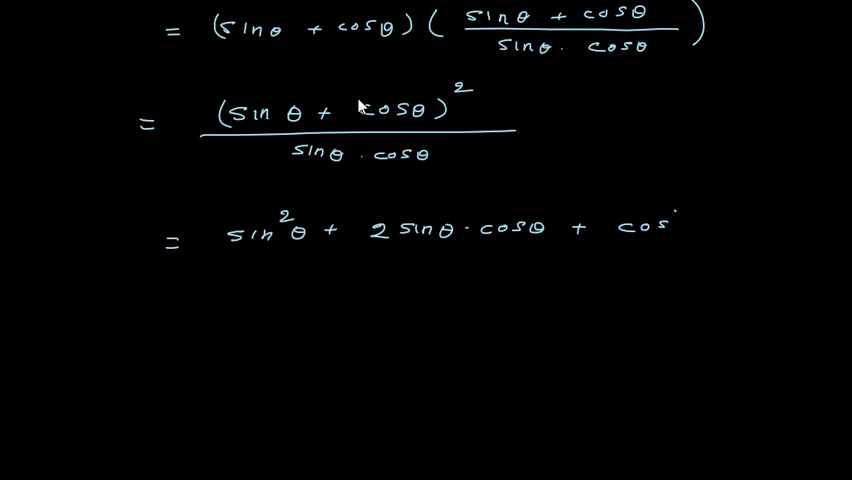 = (sinθ + cosθ) ( (sinθ + cosθ) / (sinθ . cosθ) )
= (sin θ + cosθ)² / (sinθ . cosθ)
= sin²θ + 2 sinθ · cosθ + cos